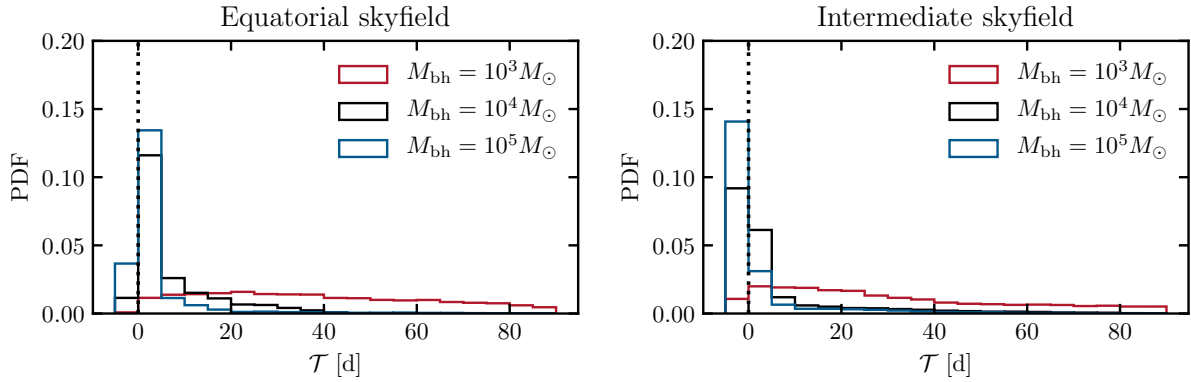 Equatorial skyfield
0.20
0.15
0.10
0.05
0.00
PDF
M_bh = 10^3 M_⊙
M_bh = 10^4 M_⊙
M_bh = 10^5 M_⊙
0 20 40 60 80
𝒯 [d]
Intermediate skyfield
0.20
0.15
0.10
0.05
0.00
PDF
M_bh = 10^3 M_⊙
M_bh = 10^4 M_⊙
M_bh = 10^5 M_⊙
0 20 40 60 80
𝒯 [d]